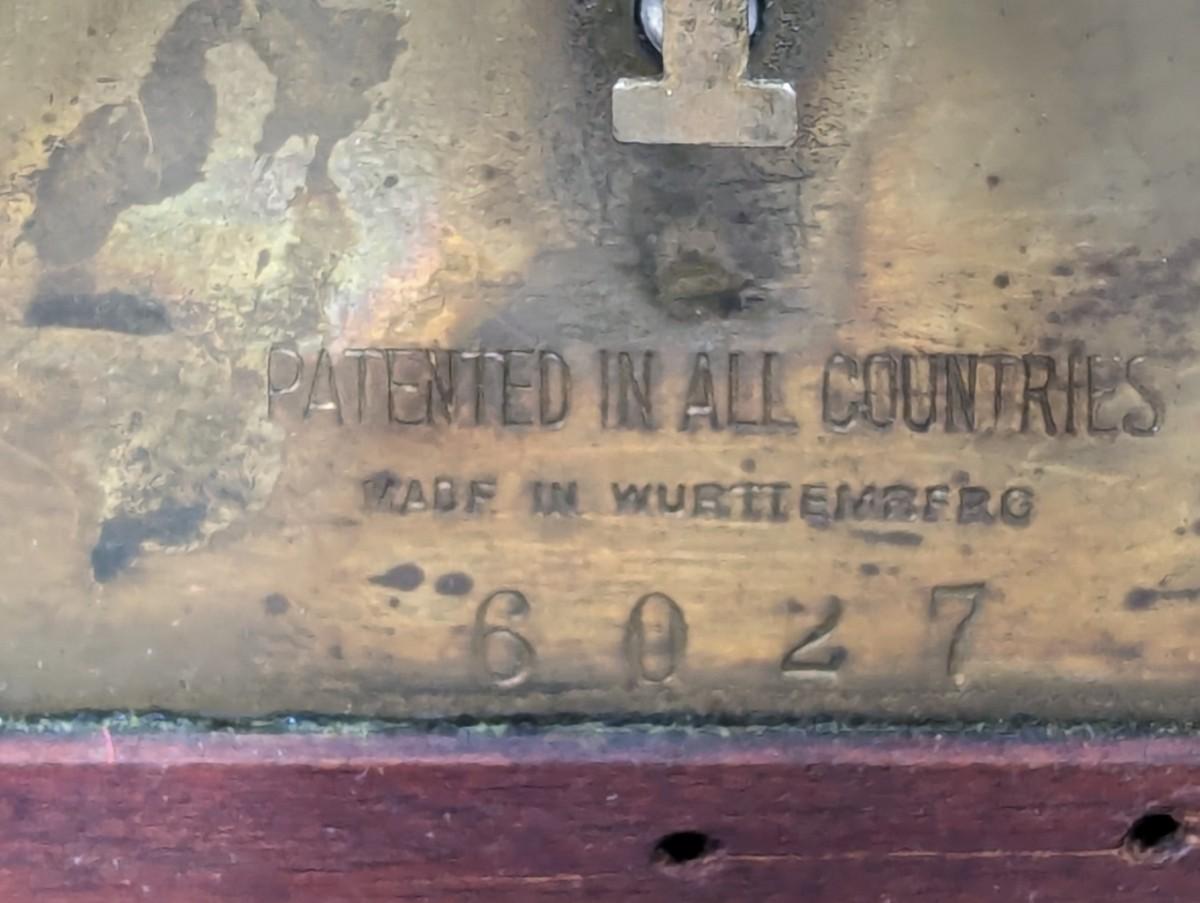 PATENTED IN ALL COUNTRIES
MADE IN WURTTEMBERG
6027